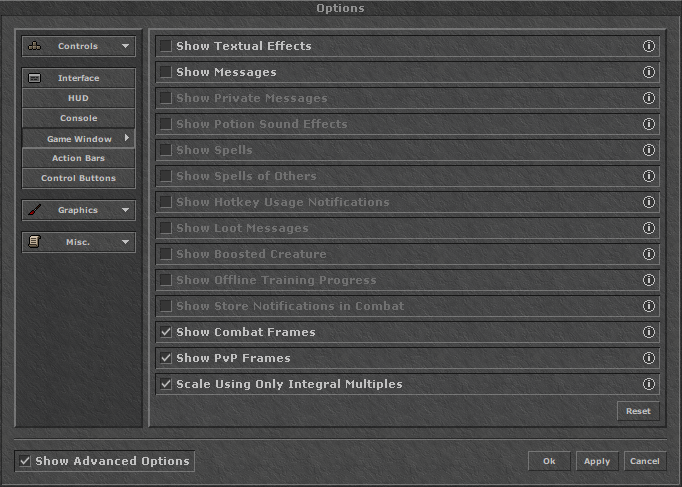 Options
Controls
Interface
HUD
Console
Game Window
Action Bars
Control Buttons
Graphics
Misc.
Show Textual Effects
Show Messages
Show Private Messages
Show Potion Sound Effects
Show Spells
Show Spells of Others
Show Hotkey Usage Notifications
Show Loot Messages
Show Boosted Creature
Show Offline Training Progress
Show Store Notifications in Combat
Show Combat Frames
Show PvP Frames
Scale Using Only Integral Multiples
Reset
Show Advanced Options
Ok
Apply
Cancel